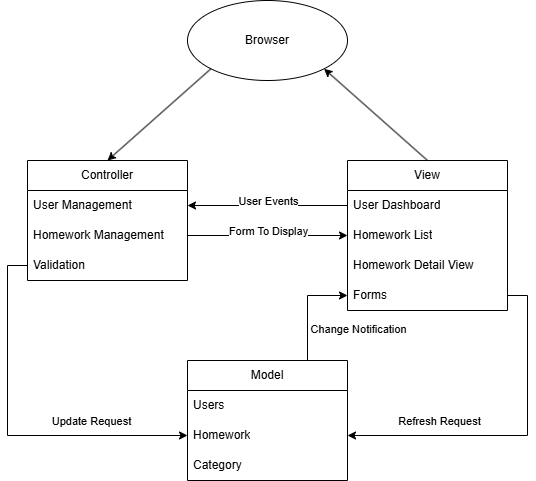 Browser
Controller
User Management
Homework Management
Validation
View
User Dashboard
Homework List
Homework Detail View
Forms
User Events
Form To Display
Change Notification
Model
Users
Homework
Category
Update Request
Refresh Request